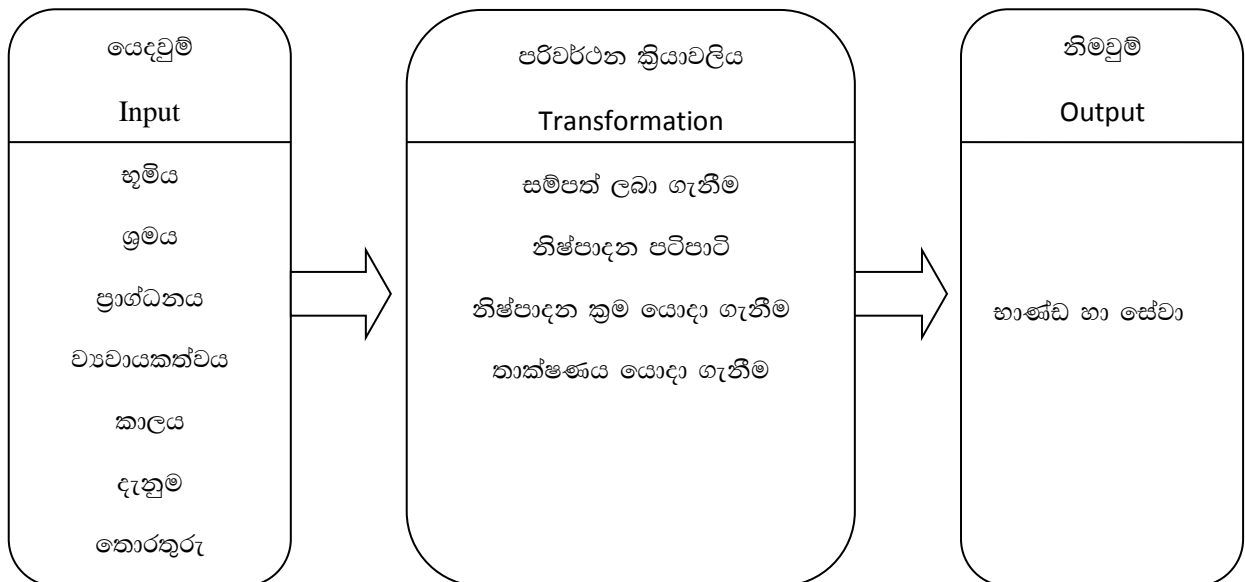 යෙදවුම්
Input
භූමිය
ශ්‍රමය
ප්‍රාග්ධනය
ව්‍යවායකත්වය
කාලය
දැනුම
තොරතුරු
පරිවර්ථන ක්‍රියාවලිය
Transformation
සම්පත් ලබා ගැනීම
නිෂ්පාදන පටිපාටි
නිෂ්පාදන ක්‍රම යොදා ගැනීම
තාක්ෂණය යොදා ගැනීම
නිමවුම්
Output
භාණ්ඩ හා සේවා